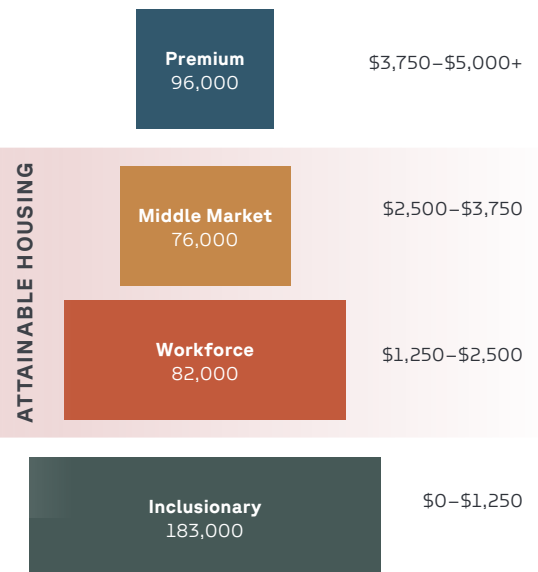 Premium
96,000
$3,750–$5,000+
ATTAINABLE HOUSING
Middle Market
76,000
$2,500–$3,750
Workforce
82,000
$1,250–$2,500
Inclusionary
183,000
$0–$1,250